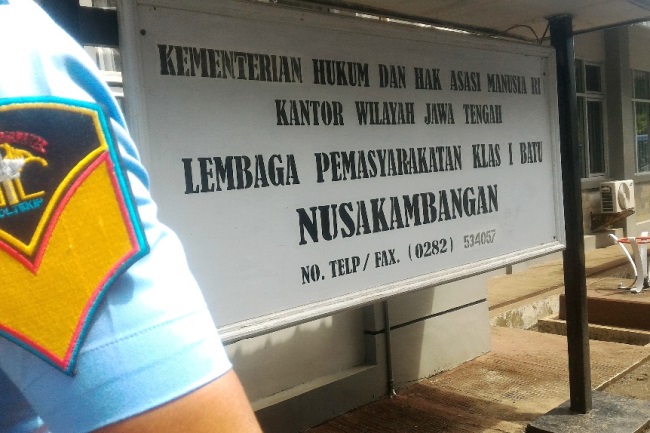 KEMENTERIAN HUKUM DAN HAK ASASI MANUSIA RI
KANTOR WILAYAH JAWA TENGAH
LEMBAGA PEMASYARAKATAN KLAS I BATU
NUSAKAMBANGAN
NO. TELP / FAX. (0282) 534057